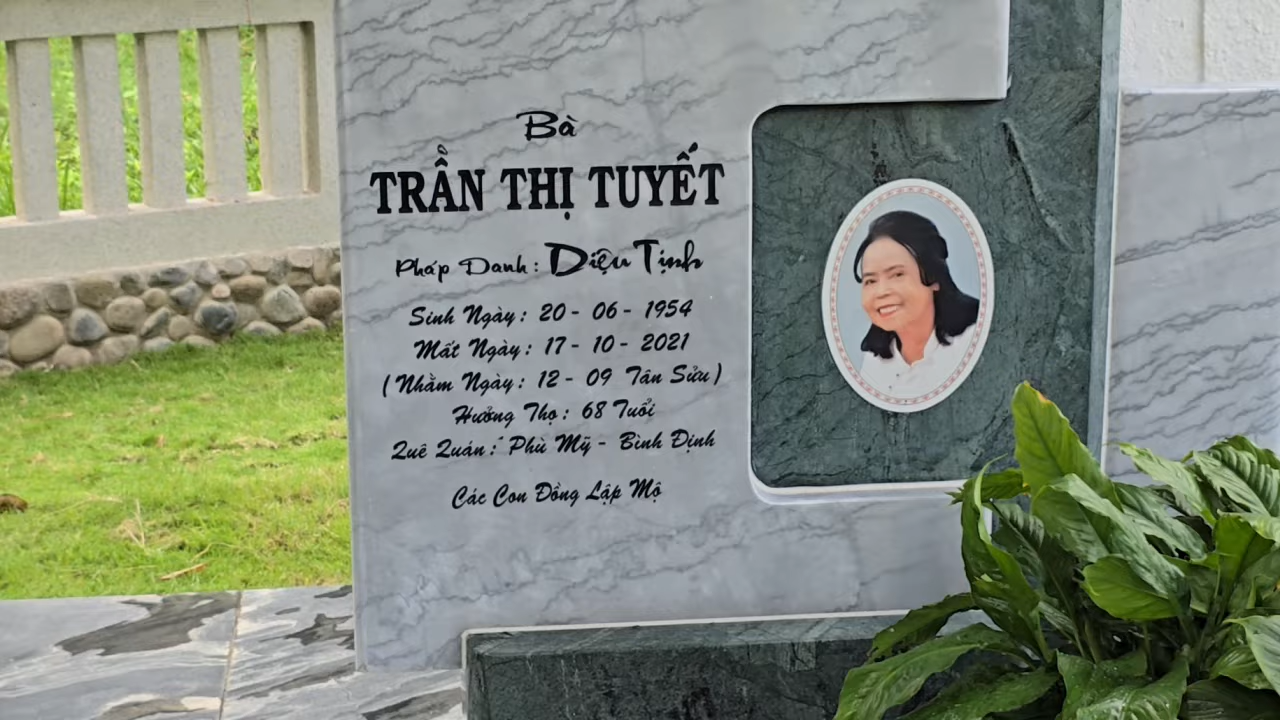 Bà
TRẦN THỊ TUYẾT
Pháp Danh : Diệu Tịnh
Sinh Ngày : 20 - 06 - 1954
Mất Ngày : 17 - 10 - 2021
( Nhằm Ngày : 12 - 09 Tân Sửu )
Hưởng Thọ : 68 Tuổi
Quê Quán : Phù Mỹ - Bình Định
Các Con Đồng Lập Mộ